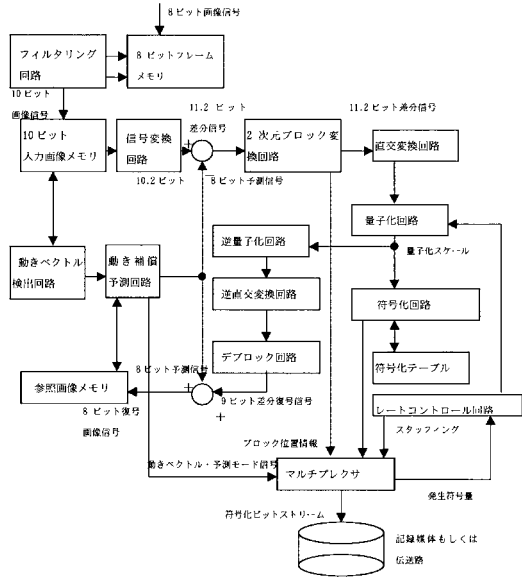 8ビット画像信号
フィルタリング
回路
8ビットフレーム
メモリ
10ビット
画像信号
10ビット
入力画像メモリ
信号変換
回路
10.2ビット
11.2 ビット
差分信号
+
−
8ビット予測信号
2 次元ブロック変
換回路
11.2ビット差分信号
直交変換回路
量子化回路
量子化スケール
逆量子化回路
動きベクトル
検出回路
動き補償
予測回路
逆直交変換回路
符号化回路
デブロック回路
符号化テーブル
8ビット予測信号
+
+
9ビット差分復号信号
参照画像メモリ
8ビット復号
画像信号
レートコントロール回路
スタッフィング
ブロック位置情報
動きベクトル・予測モード信号
マルチプレクサ
発生符号量
符号化ビットストリーム
記録媒体もしくは
伝送路